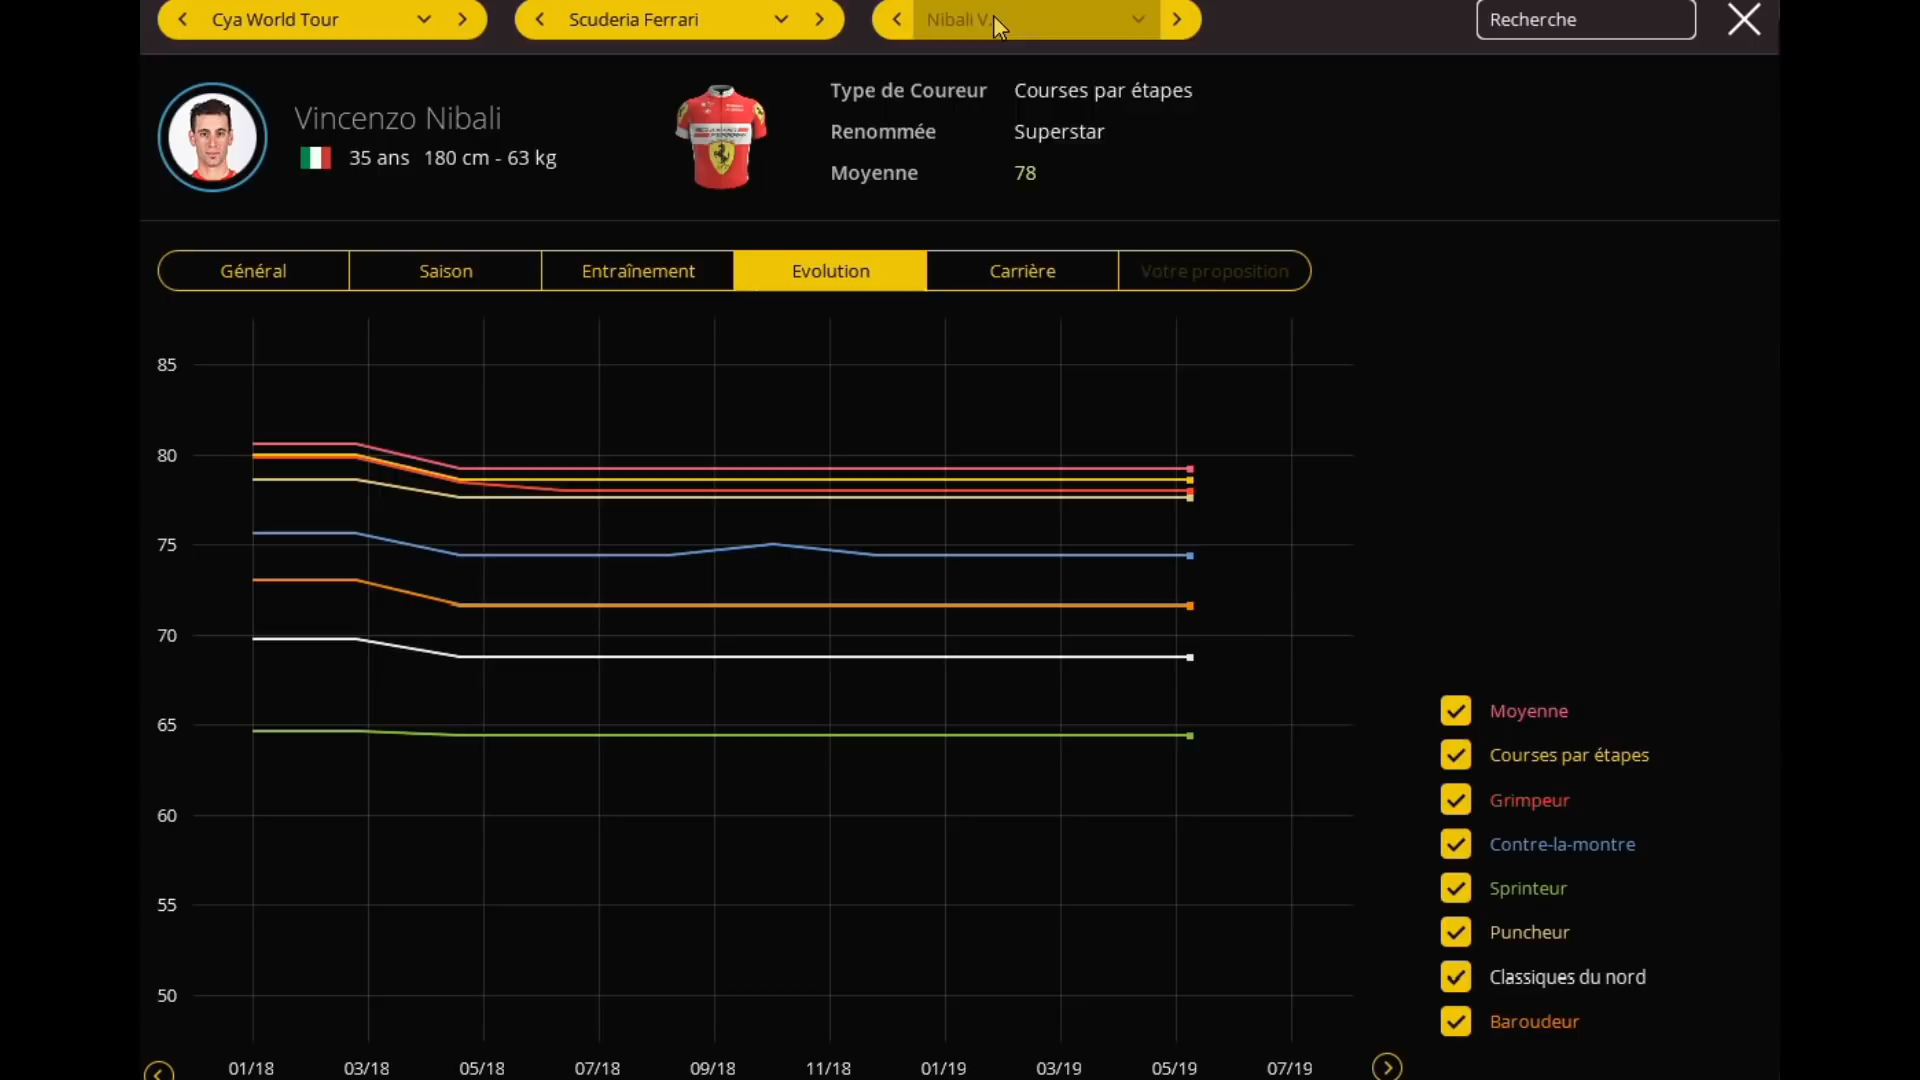 Cya World Tour
Scuderia Ferrari
Nibali V.
Recherche
Vincenzo Nibali
35 ans 180 cm - 63 kg
Type de Coureur Courses par étapes
Renommée Superstar
Moyenne 78
Général
Saison
Entraînement
Evolution
Carrière
Votre proposition
85
80
75
70
65
60
55
50
01/18
03/18
05/18
07/18
09/18
11/18
01/19
03/19
05/19
07/19
Moyenne
Courses par étapes
Grimpeur
Contre-la-montre
Sprinteur
Puncheur
Classiques du nord
Baroudeur